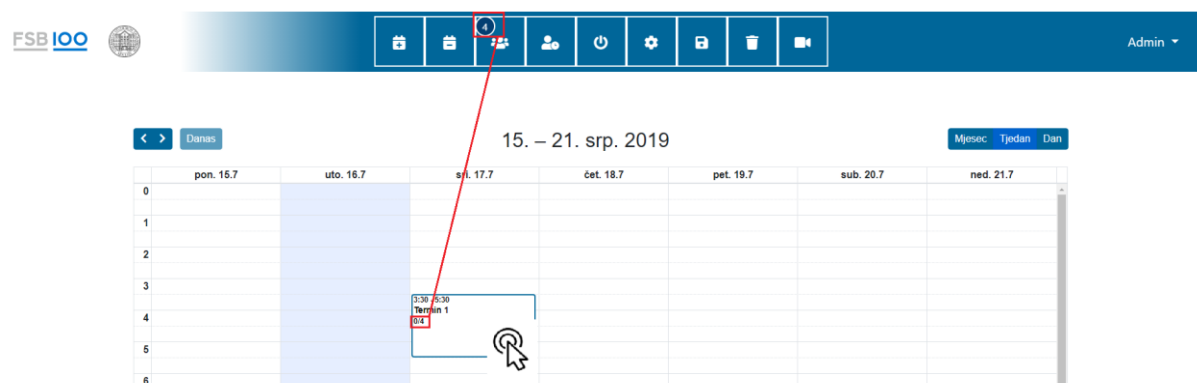 FSB 100
4
Admin
Danas
15. – 21. srp. 2019
Mjesec Tjedan Dan
pon. 15.7 uto. 16.7 sri. 17.7 čet. 18.7 pet. 19.7 sub. 20.7 ned. 21.7
0
1
2
3
3:30 - 5:30
Termin 1
4
0/4
5
6